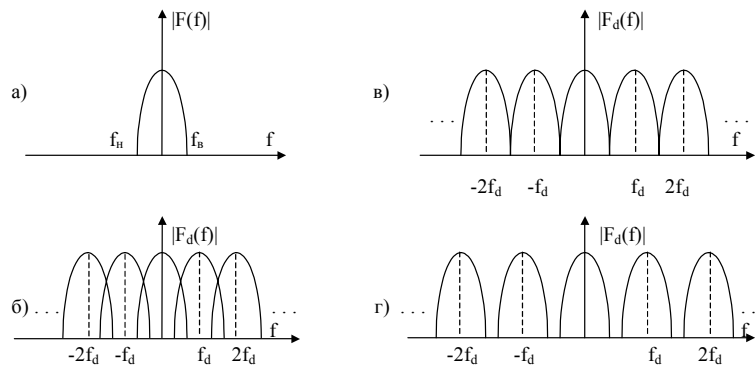 |F(f)|
а)
fн
fв
f
|Fd(f)|
в)
. . .
. . .
f
-2fd
-fd
fd
2fd
|Fd(f)|
б)
. . .
. . .
f
-2fd
-fd
fd
2fd
|Fd(f)|
г)
. . .
. . .
f
-2fd
-fd
fd
2fd